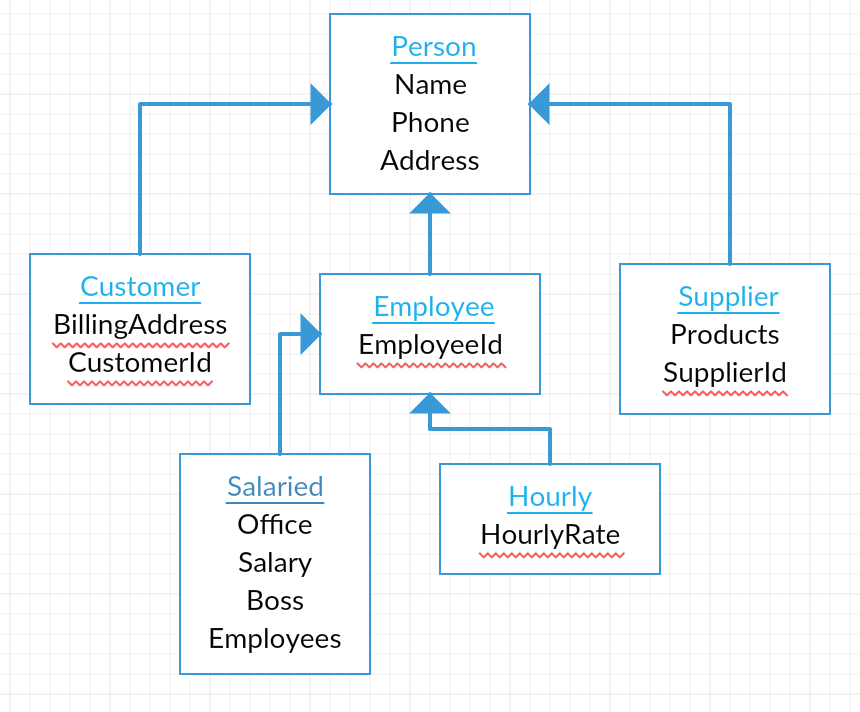 Person
Name
Phone
Address
Customer
BillingAddress
CustomerId
Employee
EmployeeId
Supplier
Products
SupplierId
Salaried
Office
Salary
Boss
Employees
Hourly
HourlyRate